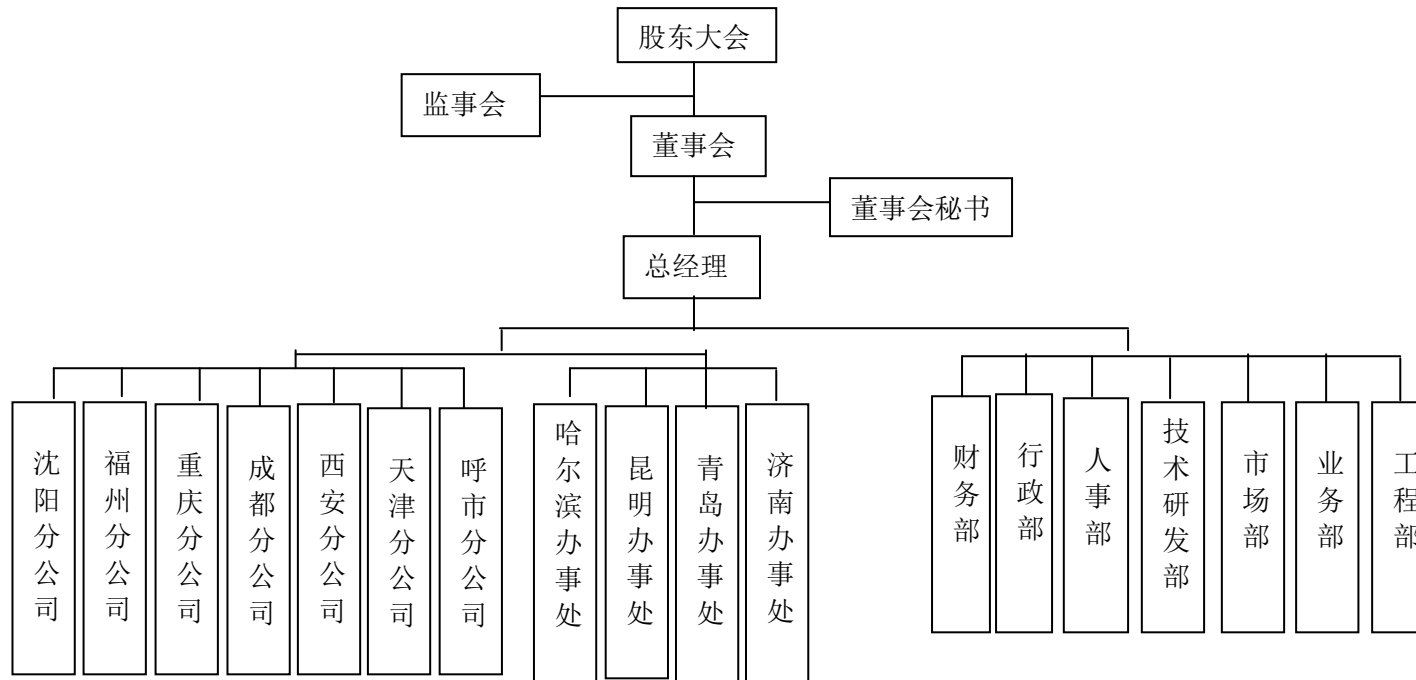 股东大会
监事会
董事会
董事会秘书
总经理
沈阳分公司
福州分公司
重庆分公司
成都分公司
西安分公司
天津分公司
呼市分公司
哈尔滨办事处
昆明办事处
青岛办事处
济南办事处
财务部
行政部
人事部
技术研发部
市场部
业务部
工程部